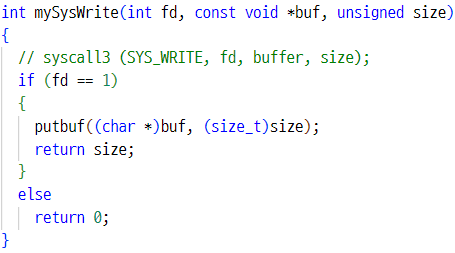 int mySysWrite(int fd, const void *buf, unsigned size)
{
  // syscall3 (SYS_WRITE, fd, buffer, size);
  if (fd == 1)
  {
    putbuf((char *)buf, (size_t)size);
    return size;
  }
  else
    return 0;
}